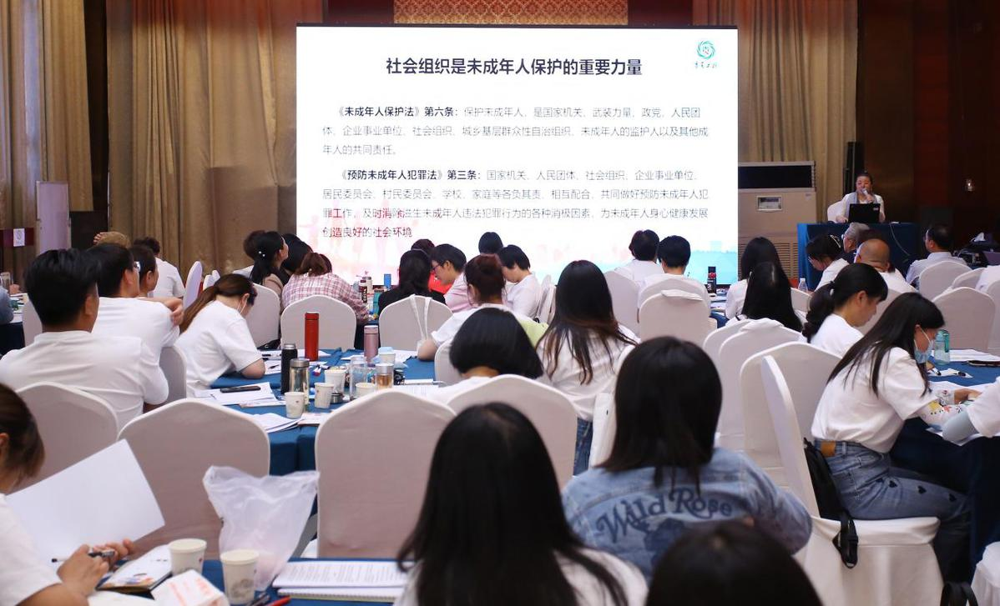 社会组织是未成年人保护的重要力量
《未成年人保护法》第六条：保护未成年人，是国家机关、武装力量、政党、人民团
体、企业事业单位、社会组织、城乡基层群众性自治组织、未成年人的监护人以及其他成
年人的共同责任。
《预防未成年人犯罪法》第三条：国家机关、人民团体、社会组织、企业事业单位、
居民委员会、村民委员会、学校、家庭等各负其责、相互配合，共同做好预防未成年人犯
罪工作，及时消除滋生未成年人违法犯罪行为的各种消极因素，为未成年人身心健康发展
创造良好的社会环境
Wild Rose